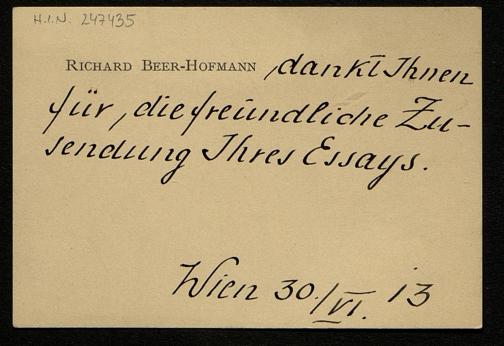 H.I.N. 247435
RICHARD BEER-HOFMANN dankt Ihnen
für, die freundliche Zu-
sendung Ihres Essays.
Wien 30./VI. 13